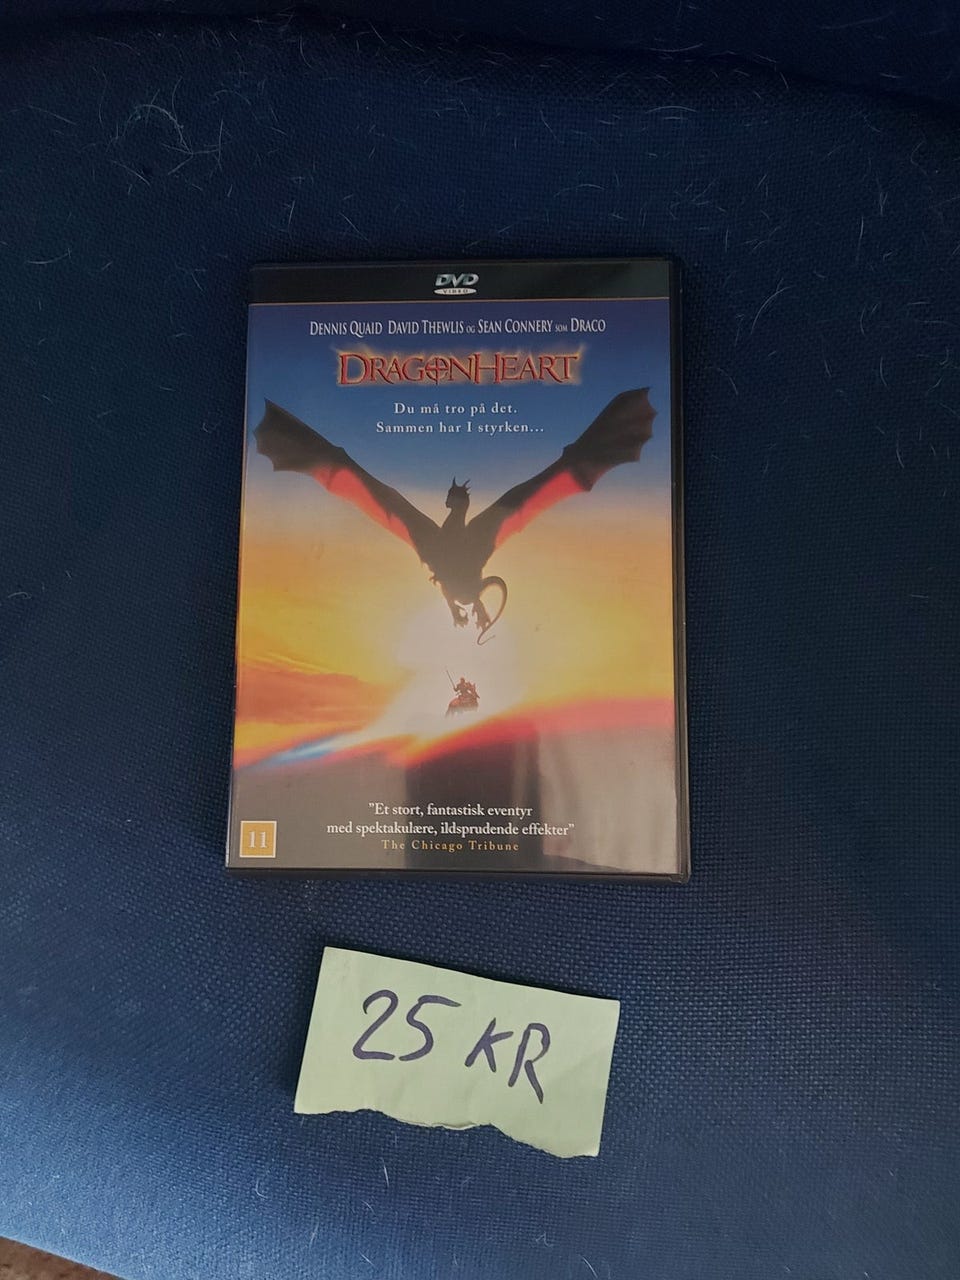 DVD
VIDEO
DENNIS QUAID DAVID THEWLIS OG SEAN CONNERY SOM DRACO
DRAGONHEART
Du må tro på det.
Sammen har I styrken...
"Et stort, fantastisk eventyr
med spektakulære, ildsprudende effekter"
The Chicago Tribune
11
25 KR